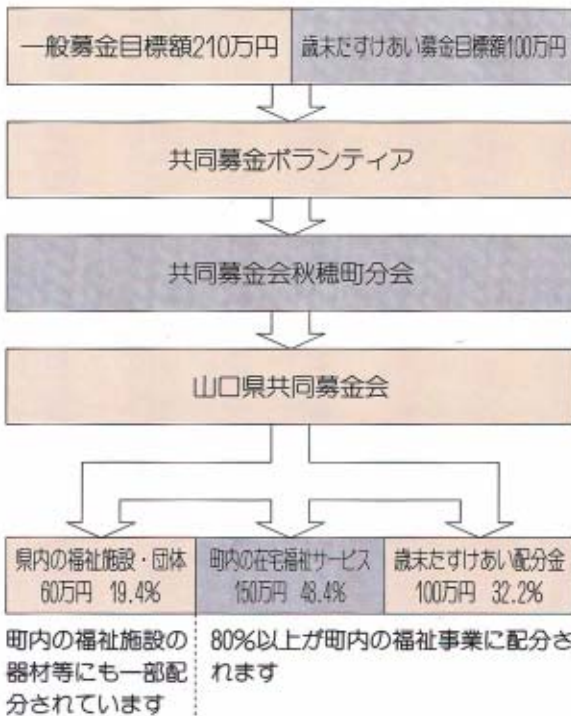 一般募金目標額210万円
歳末たすけあい募金目標額100万円
共同募金ボランティア
共同募金会秋穂町分会
山口県共同募金会
県内の福祉施設・団体
60万円 19.4%
町内の在宅福祉サービス
150万円 48.4%
歳末たすけあい配分金
100万円 32.2%
町内の福祉施設の
器材等にも一部配
分されています
80%以上が町内の福祉事業に配分さ
れます